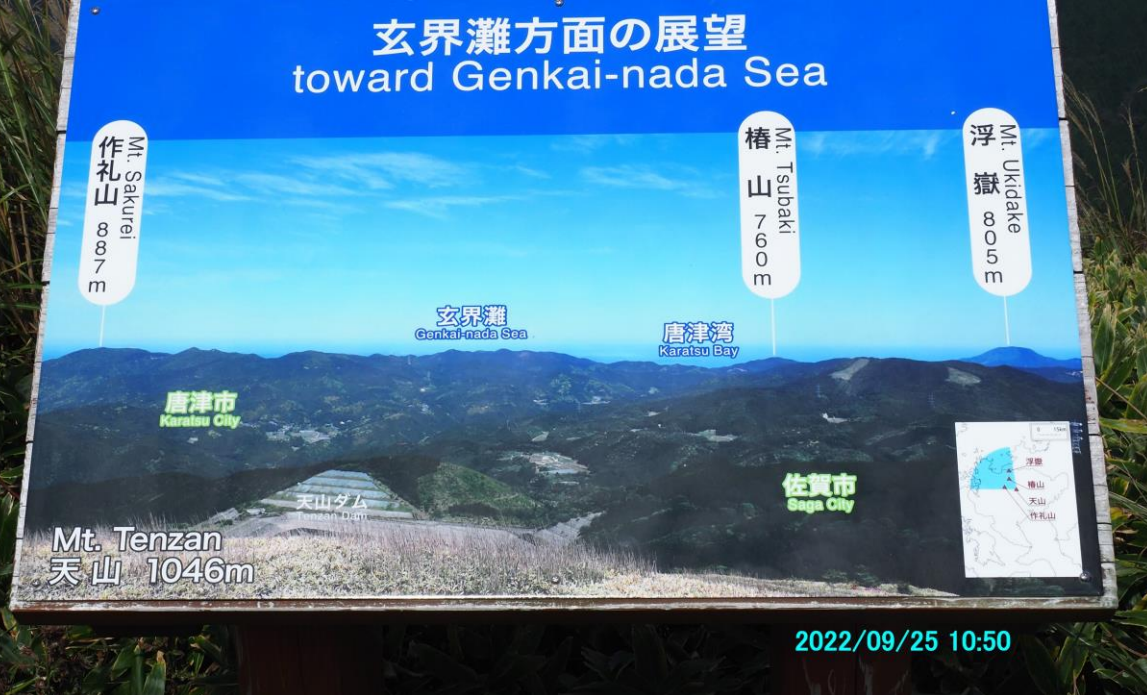 玄界灘方面の展望
toward Genkai-nada Sea
作礼山 887m
Mt. Sakurei
椿山 760m
Mt. Tsubaki
浮嶽 805m
Mt. Ukidake
玄界灘
Genkai-nada Sea
唐津湾
Karatsu Bay
唐津市
Karatsu City
天山ダム
Tenzan Dam
佐賀市
Saga City
浮嶽
椿山
天山
作礼山
Mt. Tenzan
天山 1046m
2022/09/25 10:50